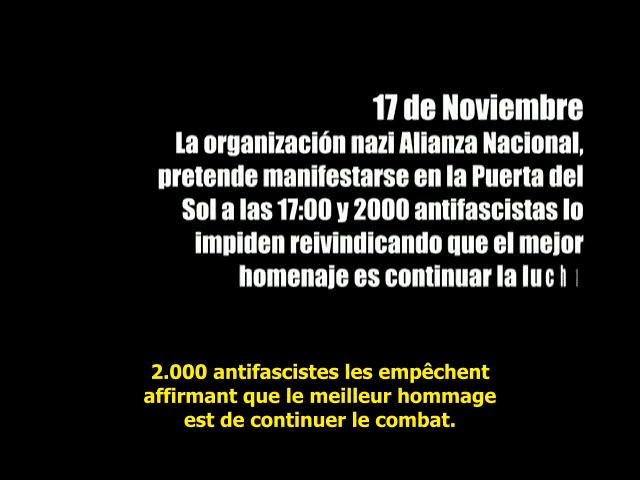 17 de Noviembre
La organización nazi Alianza Nacional,
pretende manifestarse en la Puerta del
Sol a las 17:00 y 2000 antifascistas lo
impiden reivindicando que el mejor
homenaje es continuar la luch
2.000 antifascistes les empêchent
affirmant que le meilleur hommage
est de continuer le combat.